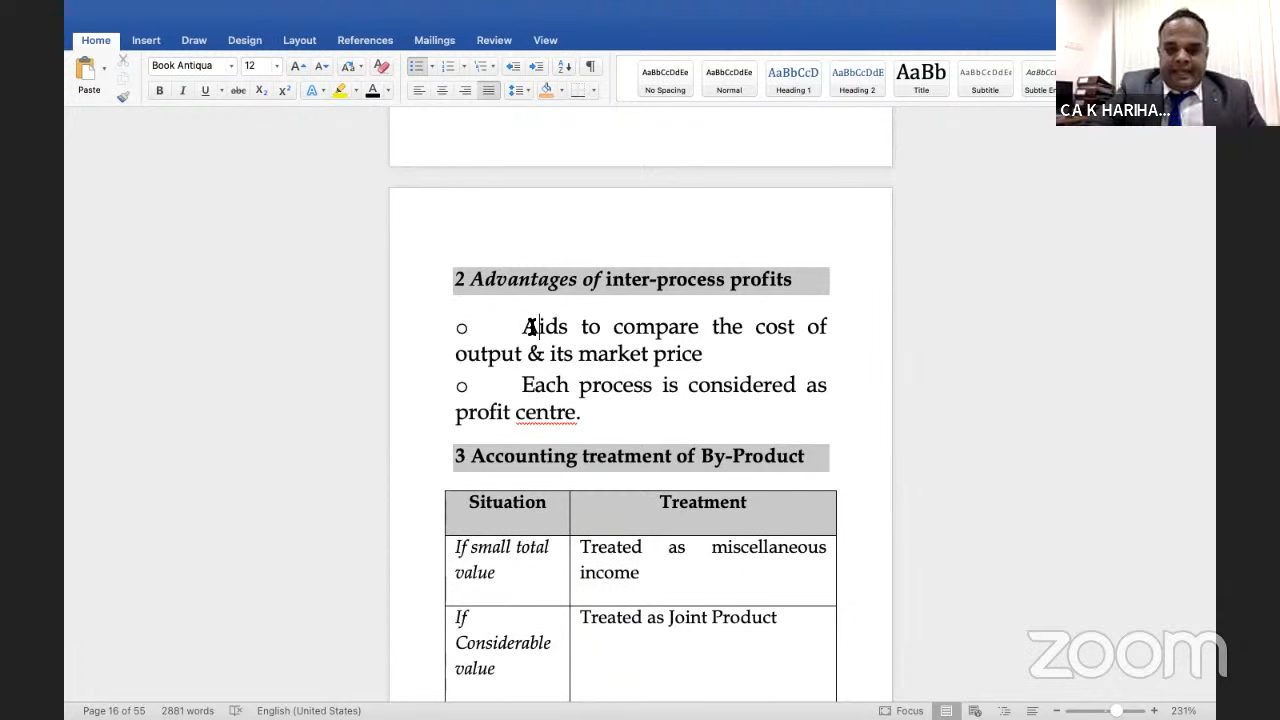 Home Insert Draw Design Layout References Mailings Review View
Paste
Book Antiqua 12
AaBbCcDdEe AaBbCcDdEe AaBbCcD AaBbCcDdE AaBb AaBbCcDdEe
No Spacing Normal Heading 1 Heading 2 Title Subtitle
C A K HARIHA...
2 Advantages of inter-process profits
o Aids to compare the cost of
output & its market price
o Each process is considered as
profit centre.
3 Accounting treatment of By-Product
Situation Treatment
If small total
value
Treated as miscellaneous
income
If
Considerable
value
Treated as Joint Product
zoom
Page 16 of 55 2881 words English (United States) Focus 231%